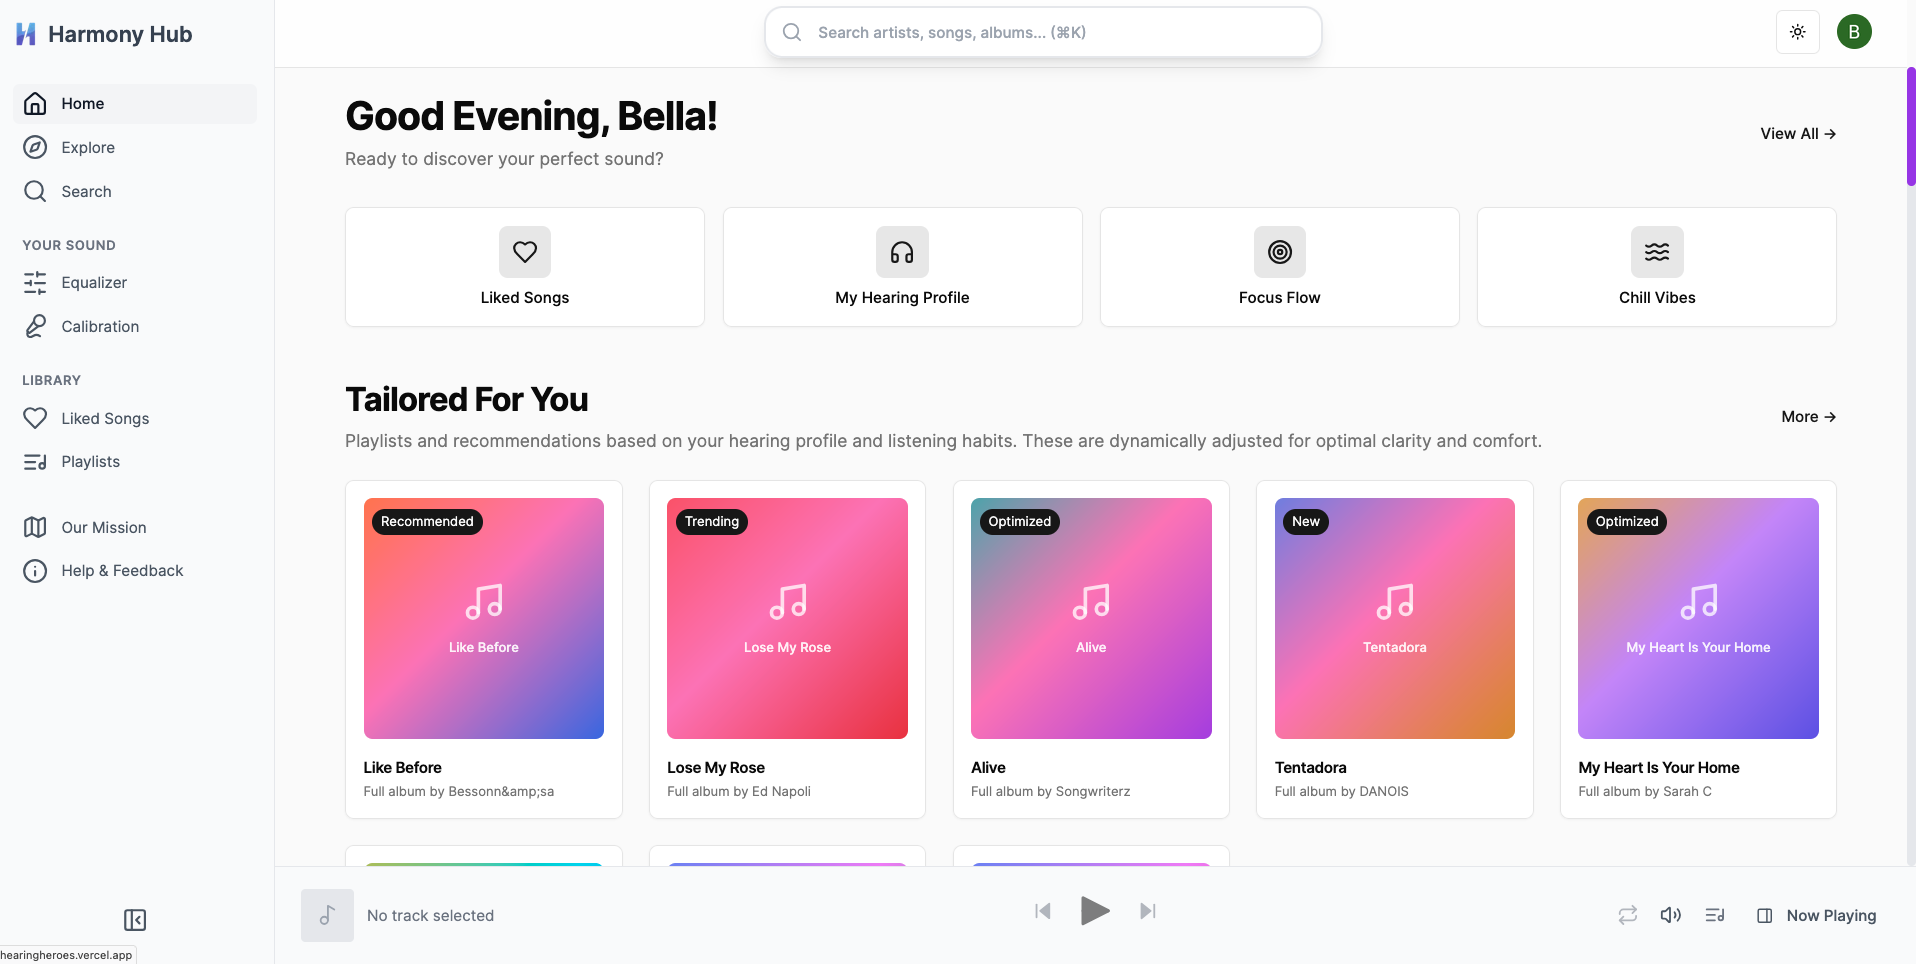 Harmony Hub
Search artists, songs, albums... (⌘K)
B
Home
Explore
Search
YOUR SOUND
Equalizer
Calibration
LIBRARY
Liked Songs
Playlists
Our Mission
Help & Feedback
Good Evening, Bella!
Ready to discover your perfect sound?
View All →
Liked Songs
My Hearing Profile
Focus Flow
Chill Vibes
Tailored For You
Playlists and recommendations based on your hearing profile and listening habits. These are dynamically adjusted for optimal clarity and comfort.
More →
Recommended
Like Before
Like Before
Full album by Bessonn&amp;sa
Trending
Lose My Rose
Lose My Rose
Full album by Ed Napoli
Optimized
Alive
Alive
Full album by Songwriterz
New
Tentadora
Tentadora
Full album by DANOIS
Optimized
My Heart Is Your Home
My Heart Is Your Home
Full album by Sarah C
No track selected
Now Playing
hearingheroes.vercel.app